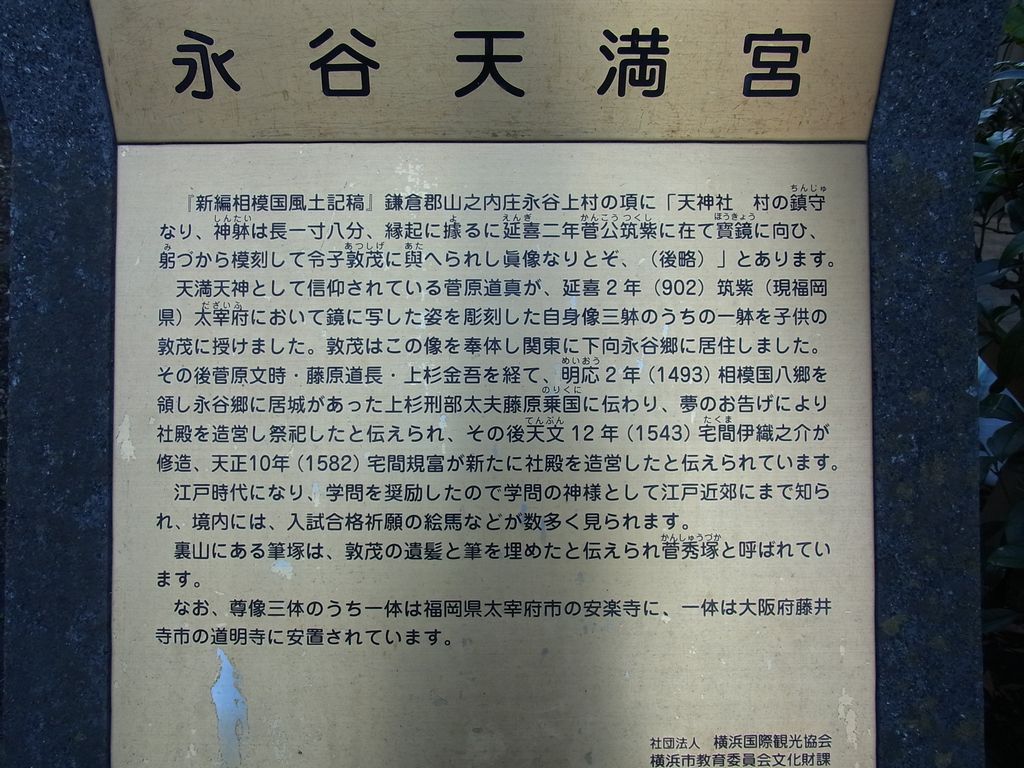 永谷天満宮
『新編相模国風土記稿』鎌倉郡山之内庄永谷上村の項に「天神社　村の鎮守
なり、神躰は長一寸八分、縁起に據るに延喜二年菅公筑紫に在て寶鏡に向ひ、
躬づから模刻して令子敦茂に與へられし眞像なりとぞ、（後略）」とあります。
天満天神として信仰されている菅原道真が、延喜２年（902）筑紫（現福岡
県）太宰府において鏡に写した姿を彫刻した自身像三躰のうちの一躰を子供の
敦茂に授けました。敦茂はこの像を奉体し関東に下向永谷郷に居住しました。
その後菅原文時・藤原道長・上杉金吾を経て、明応２年（1493）相模国八郷を
領し永谷郷に居城があった上杉刑部太夫藤原乗国に伝わり、夢のお告げにより
社殿を造営し祭祀したと伝えられ、その後天文12年（1543）宅間伊織之介が
修造、天正10年（1582）宅間規富が新たに社殿を造営したと伝えられています。
江戸時代になり、学問を奨励したので学問の神様として江戸近郊にまで知ら
れ、境内には、入試合格祈願の絵馬などが数多く見られます。
裏山にある筆塚は、敦茂の遺髪と筆を埋めたと伝えられ菅秀塚と呼ばれてい
ます。
なお、尊像三体のうち一体は福岡県太宰府市の安楽寺に、一体は大阪府藤井
寺市の道明寺に安置されています。
社団法人　横浜国際観光協会
横浜市教育委員会文化財課